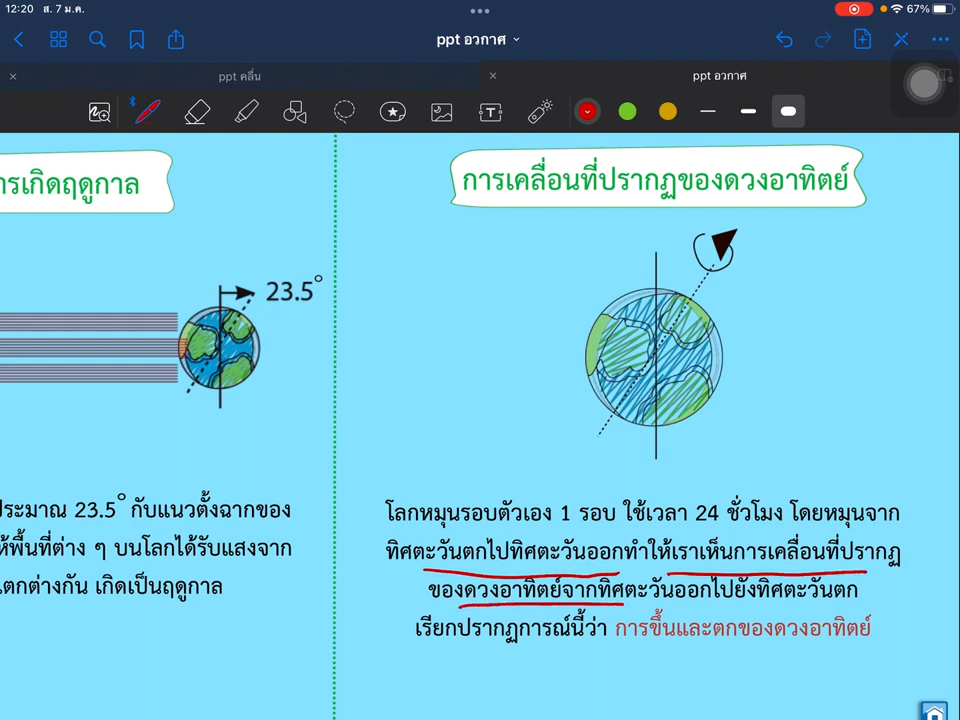 12:20 ส. 7 ม.ค.
67%
ppt อวกาศ
ppt คลื่น
ppt อวกาศ
ารเกิดฤดูกาล
23.5°
ประมาณ 23.5° กับแนวตั้งฉากของ
ห้พื้นที่ต่าง ๆ บนโลกได้รับแสงจาก
แตกต่างกัน เกิดเป็นฤดูกาล
การเคลื่อนที่ปรากฏของดวงอาทิตย์
โลกหมุนรอบตัวเอง 1 รอบ ใช้เวลา 24 ชั่วโมง โดยหมุนจาก
ทิศตะวันตกไปทิศตะวันออกทำให้เราเห็นการเคลื่อนที่ปรากฏ
ของดวงอาทิตย์จากทิศตะวันออกไปยังทิศตะวันตก
เรียกปรากฏการณ์นี้ว่า การขึ้นและตกของดวงอาทิตย์